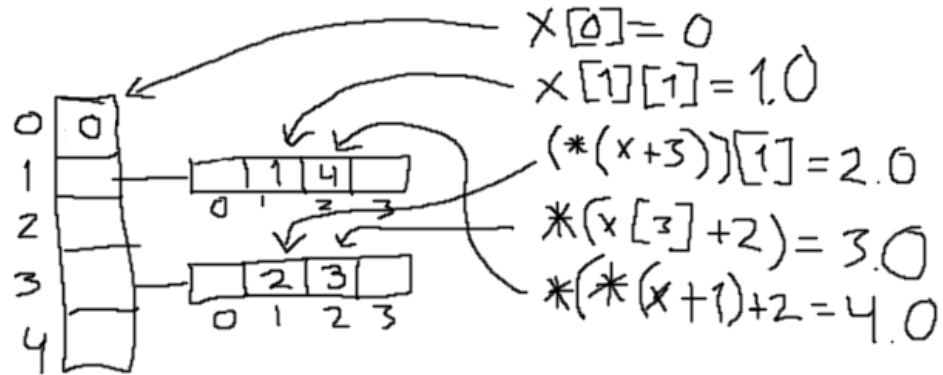 X[0]=0
X[1][1]=1.0
(*(x+3))[1]=2.0
*(x[3]+2)=3.0
*(*(x+1)+2=4.0
0 0
1 1 4
0 1 2 3
2
3 2 3
0 1 2 3
4